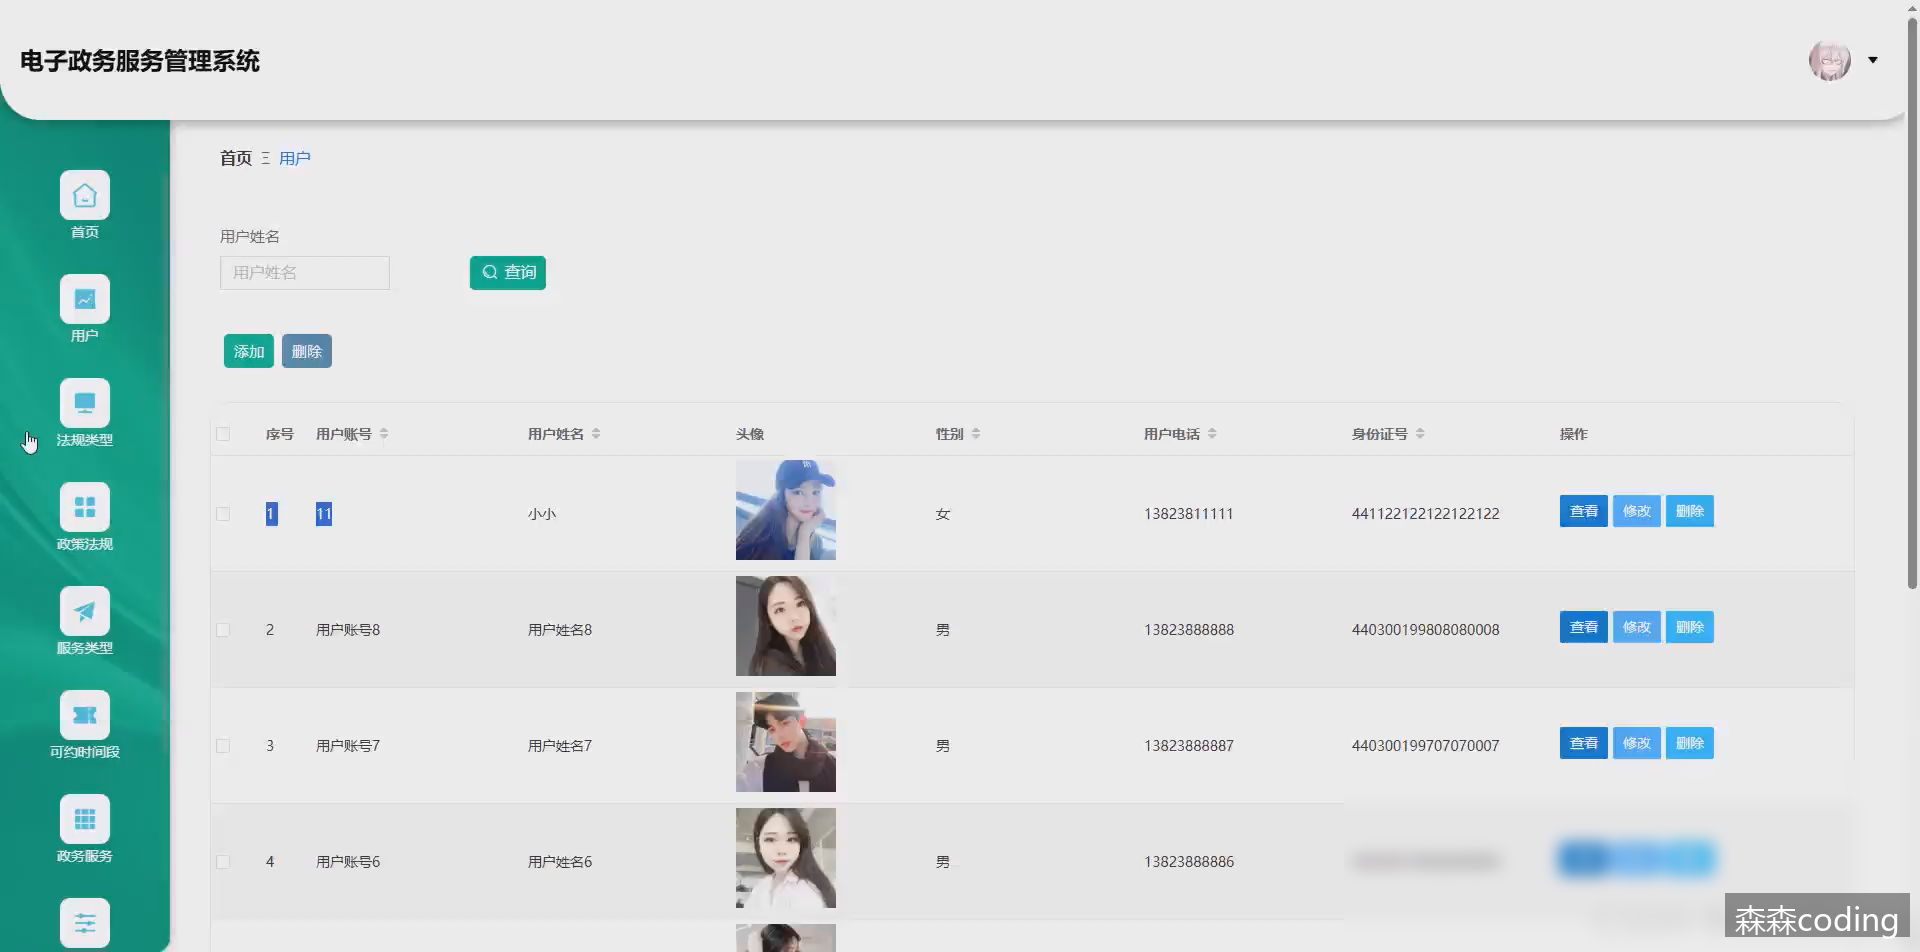 电子政务服务管理系统
首页
用户
法规类型
政策法规
服务类型
可约时间段
政务服务
首页 用户
用户姓名
用户姓名 查询
添加 删除
序号 用户账号 用户姓名 头像 性别 用户电话 身份证号 操作
1 11 小小 女 13823811111 441122122122122122 查看 修改 删除
2 用户账号8 用户姓名8 男 13823888888 440300199808080008 查看 修改 删除
3 用户账号7 用户姓名7 男 13823888887 440300199707070007 查看 修改 删除
4 用户账号6 用户姓名6 男 13823888886
森森coding